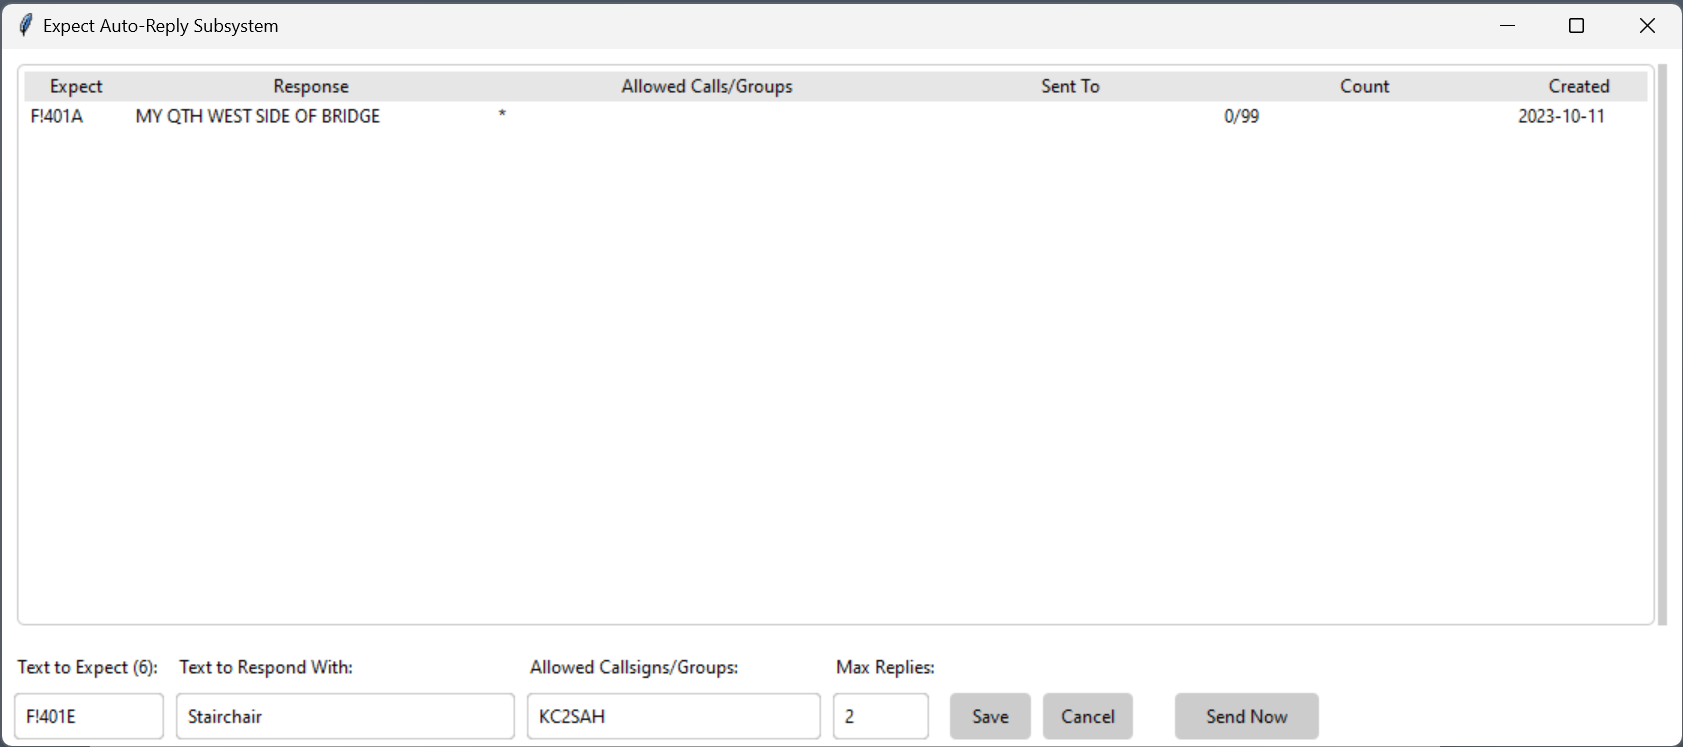 Expect Auto-Reply Subsystem
Expect Response Allowed Calls/Groups Sent To Count Created
F!401A MY QTH WEST SIDE OF BRIDGE * 0/99 2023-10-11
Text to Expect (6): Text to Respond With: Allowed Callsigns/Groups: Max Replies:
F!401E Stairchair KC2SAH 2 Save Cancel Send Now